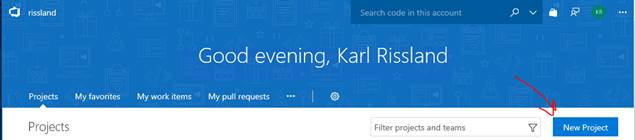 rissland
Search code in this account
KR
Good evening, Karl Rissland
Projects My favorites My work items My pull requests
Projects
Filter projects and teams
New Project